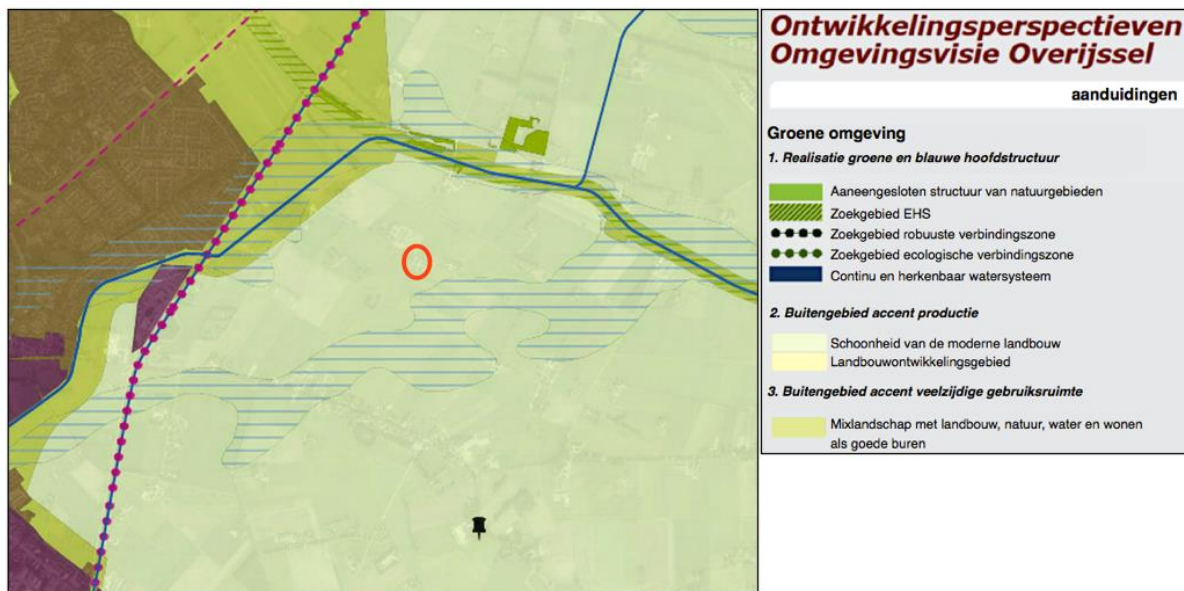 Ontwikkelingsperspectieven
Omgevingsvisie Overijssel
aanduidingen
Groene omgeving
1. Realisatie groene en blauwe hoofdstructuur
Aaneengesloten structuur van natuurgebieden
Zoekgebied EHS
Zoekgebied robuuste verbindingszone
Zoekgebied ecologische verbindingszone
Continu en herkenbaar watersysteem
2. Buitengebied accent productie
Schoonheid van de moderne landbouw
Landbouwontwikkelingsgebied
3. Buitengebied accent veelzijdige gebruiksruimte
Mixlandschap met landbouw, natuur, water en wonen
als goede buren